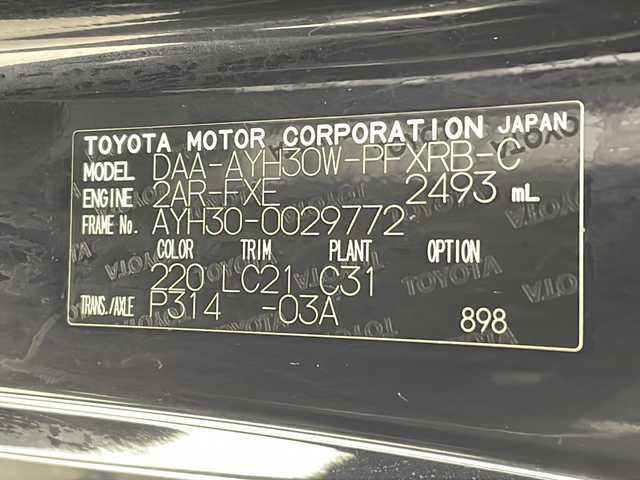 TOYOTA MOTOR CORPORATION JAPAN
MODEL DAA-AYH30W-PFXRB-C
ENGINE 2AR-FXE 2493 mL
FRAME No. AYH30-0029772
COLOR TRIM PLANT OPTION
220 LC21 C31
TRANS./AXLE P314 -03A
898